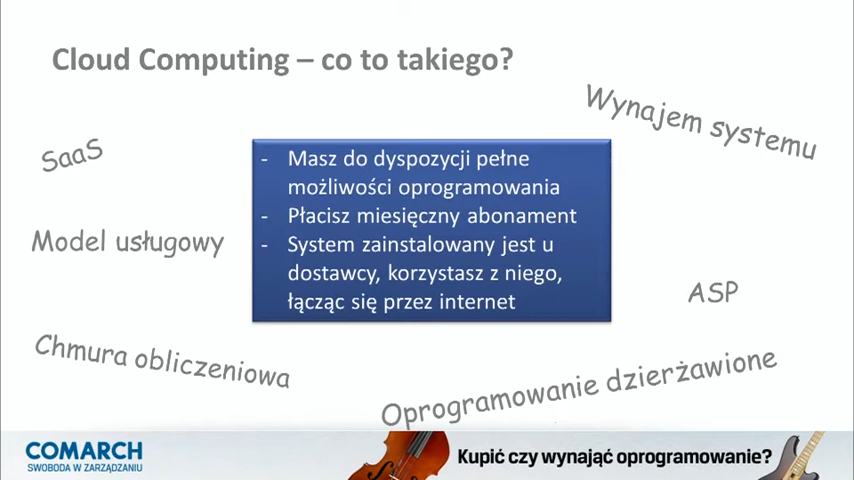 Cloud Computing – co to takiego?
Wynajem systemu
SaaS
- Masz do dyspozycji pełne
możliwości oprogramowania
- Płacisz miesięczny abonament
- System zainstalowany jest u
dostawcy, korzystasz z niego,
łącząc się przez internet
Model usługowy
ASP
Chmura obliczeniowa
Oprogramowanie dzierżawione
COMARCH
SWOBODA W ZARZĄDZANIU
Kupić czy wynająć oprogramowanie?